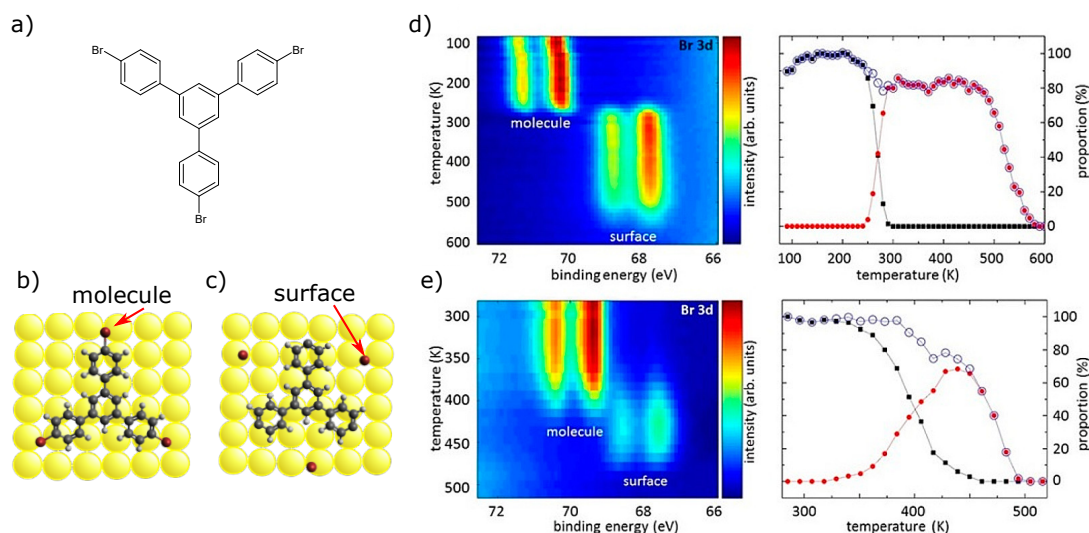 a)
Br
Br
Br
b)
molecule
c)
surface
d)
temperature (K)
100
200
300
400
500
600
Br 3d
molecule
surface
72
70
68
66
binding energy (eV)
intensity (arb. units)
100
80
60
40
20
0
proportion (%)
100
200
300
400
500
600
temperature (K)
e)
temperature (K)
300
350
400
450
500
Br 3d
molecule
surface
72
70
68
66
binding energy (eV)
intensity (arb. units)
100
80
60
40
20
0
proportion (%)
300
400
500
temperature (K)